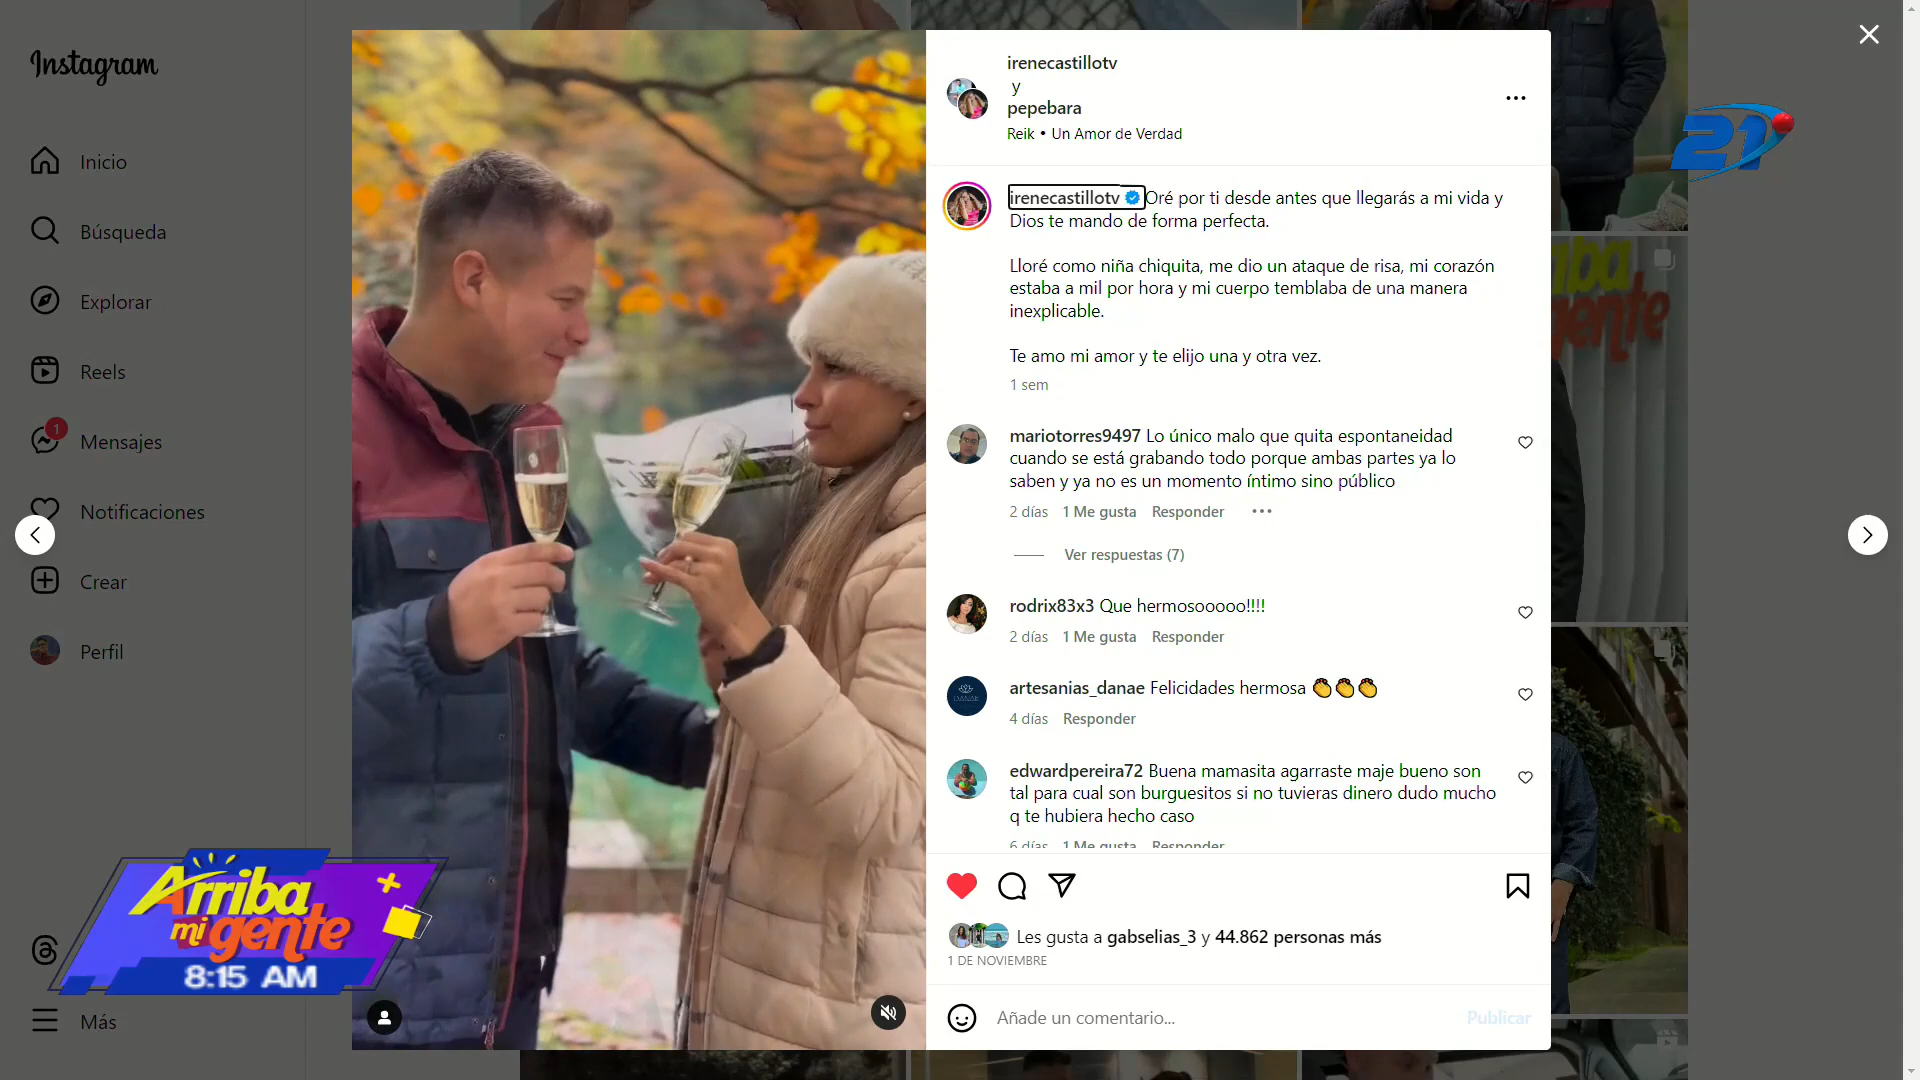 Instagram
Inicio
Búsqueda
Explorar
Reels
1
Mensajes
Notificaciones
Crear
Perfil
Más
Arriba
mi gente
8:15 AM
irenecastillotv
y
pepebara
Reik • Un Amor de Verdad
21
irenecastillotv Oré por ti desde antes que llegarás a mi vida y
Dios te mando de forma perfecta.
Lloré como niña chiquita, me dio un ataque de risa, mi corazón
estaba a mil por hora y mi cuerpo temblaba de una manera
inexplicable.
Te amo mi amor y te elijo una y otra vez.
1 sem
mariotorres9497 Lo único malo que quita espontaneidad
cuando se está grabando todo porque ambas partes ya lo
saben y ya no es un momento íntimo sino público
2 días 1 Me gusta Responder •••
Ver respuestas (7)
rodrix83x3 Que hermosooooo!!!!
2 días 1 Me gusta Responder
artesanias_danae Felicidades hermosa 👏👏👏
4 días Responder
DANAE
edwardpereira72 Buena mamasita agarraste maje bueno son
tal para cual son burguesitos si no tuvieras dinero dudo mucho
q te hubiera hecho caso
6 días 1 Me gusta Responder
Les gusta a gabselias_3 y 44.862 personas más
1 DE NOVIEMBRE
Añade un comentario...
Publicar